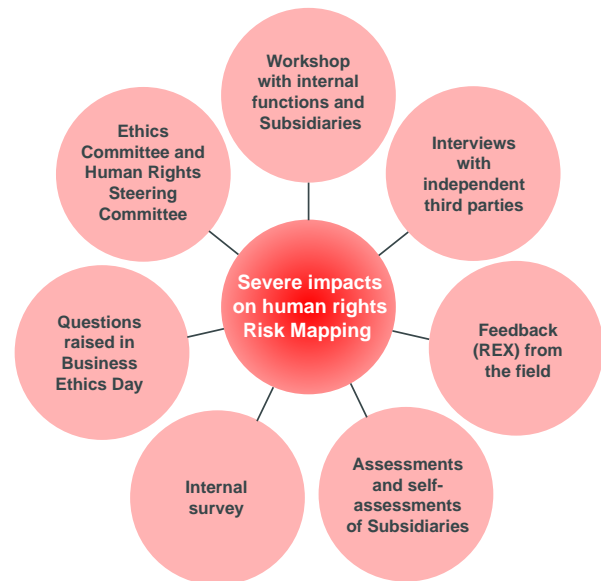 Workshop
with internal
functions and
Subsidiaries
Interviews
with
independent
third parties
Feedback
(REX) from
the field
Assessments
and self-
assessments
of Subsidiaries
Internal
survey
Questions
raised in
Business
Ethics Day
Ethics
Committee and
Human Rights
Steering
Committee
Severe impacts
on human rights
Risk Mapping